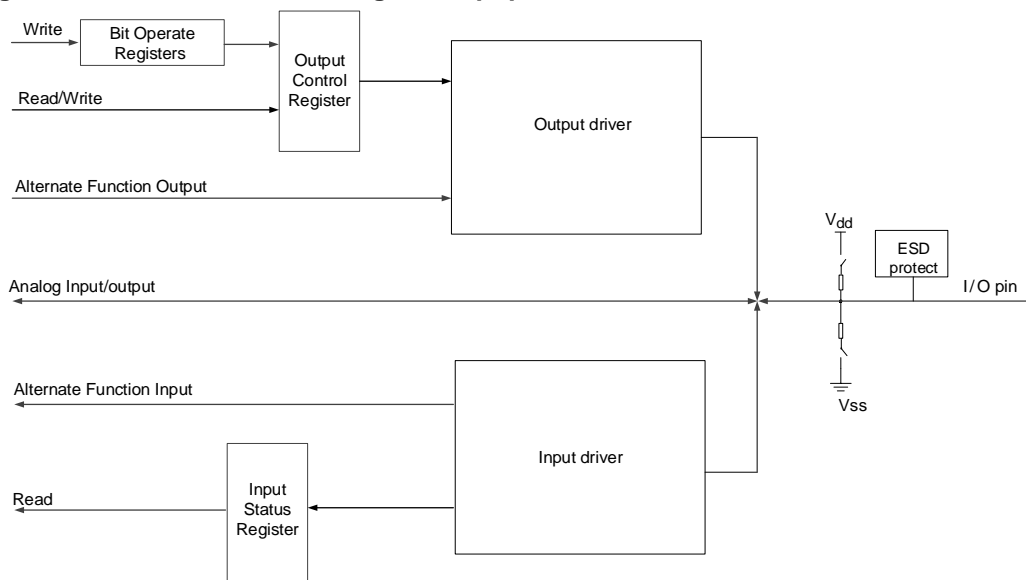 Write
Bit Operate
Registers
Output
Control
Register
Read/Write
Output driver
Alternate Function Output
Vdd
ESD
protect
I/O pin
Analog Input/output
Vss
Alternate Function Input
Input driver
Input
Status
Register
Read